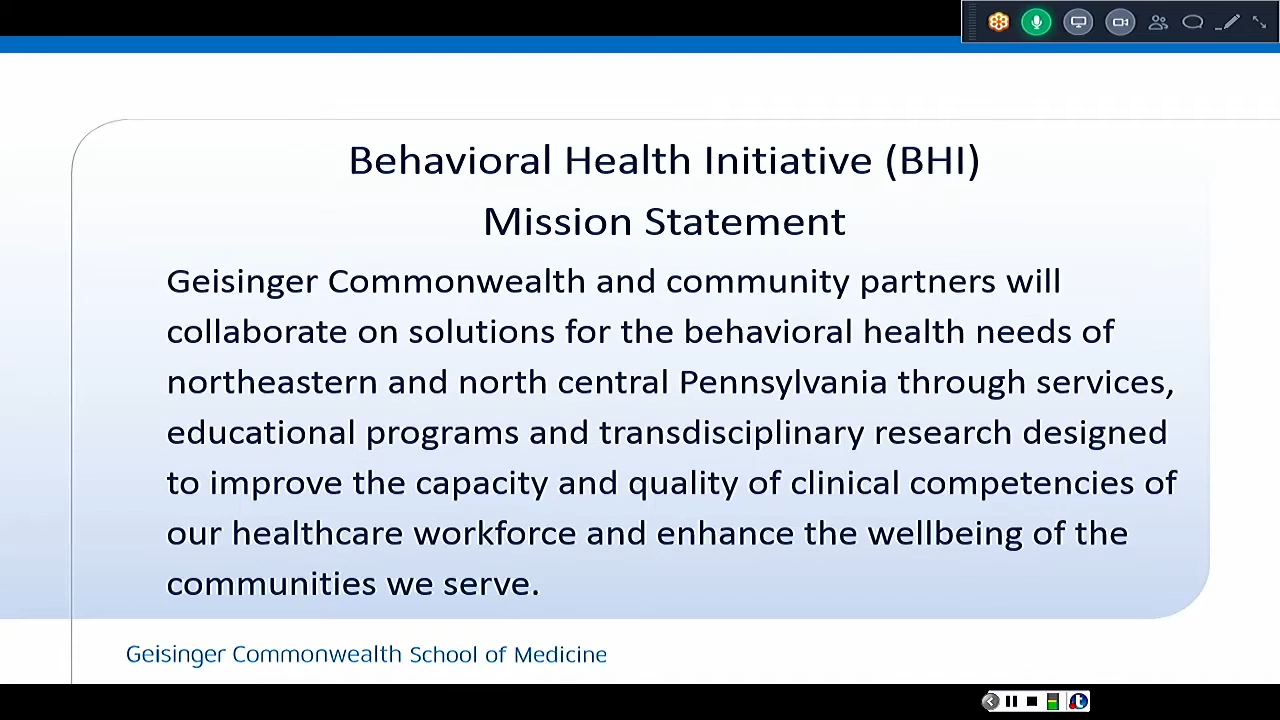 Behavioral Health Initiative (BHI)
Mission Statement
Geisinger Commonwealth and community partners will
collaborate on solutions for the behavioral health needs of
northeastern and north central Pennsylvania through services,
educational programs and transdisciplinary research designed
to improve the capacity and quality of clinical competencies of
our healthcare workforce and enhance the wellbeing of the
communities we serve.
Geisinger Commonwealth School of Medicine